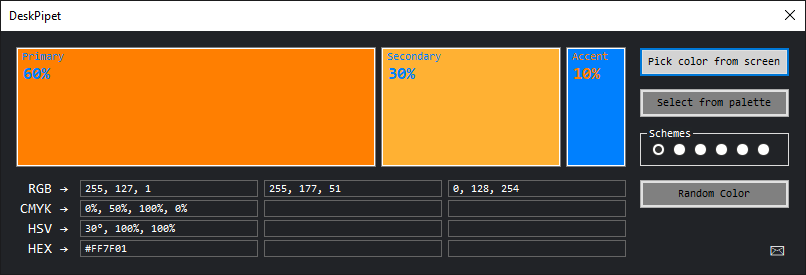 DeskPipet
Primary Secondary Accent
60% 30% 10%
Pick color from screen
Select from palette
Schemes
RGB → 255, 127, 1 255, 177, 51 0, 128, 254
CMYK → 0%, 50%, 100%, 0%
HSV → 30°, 100%, 100%
HEX → #FF7F01
Random Color